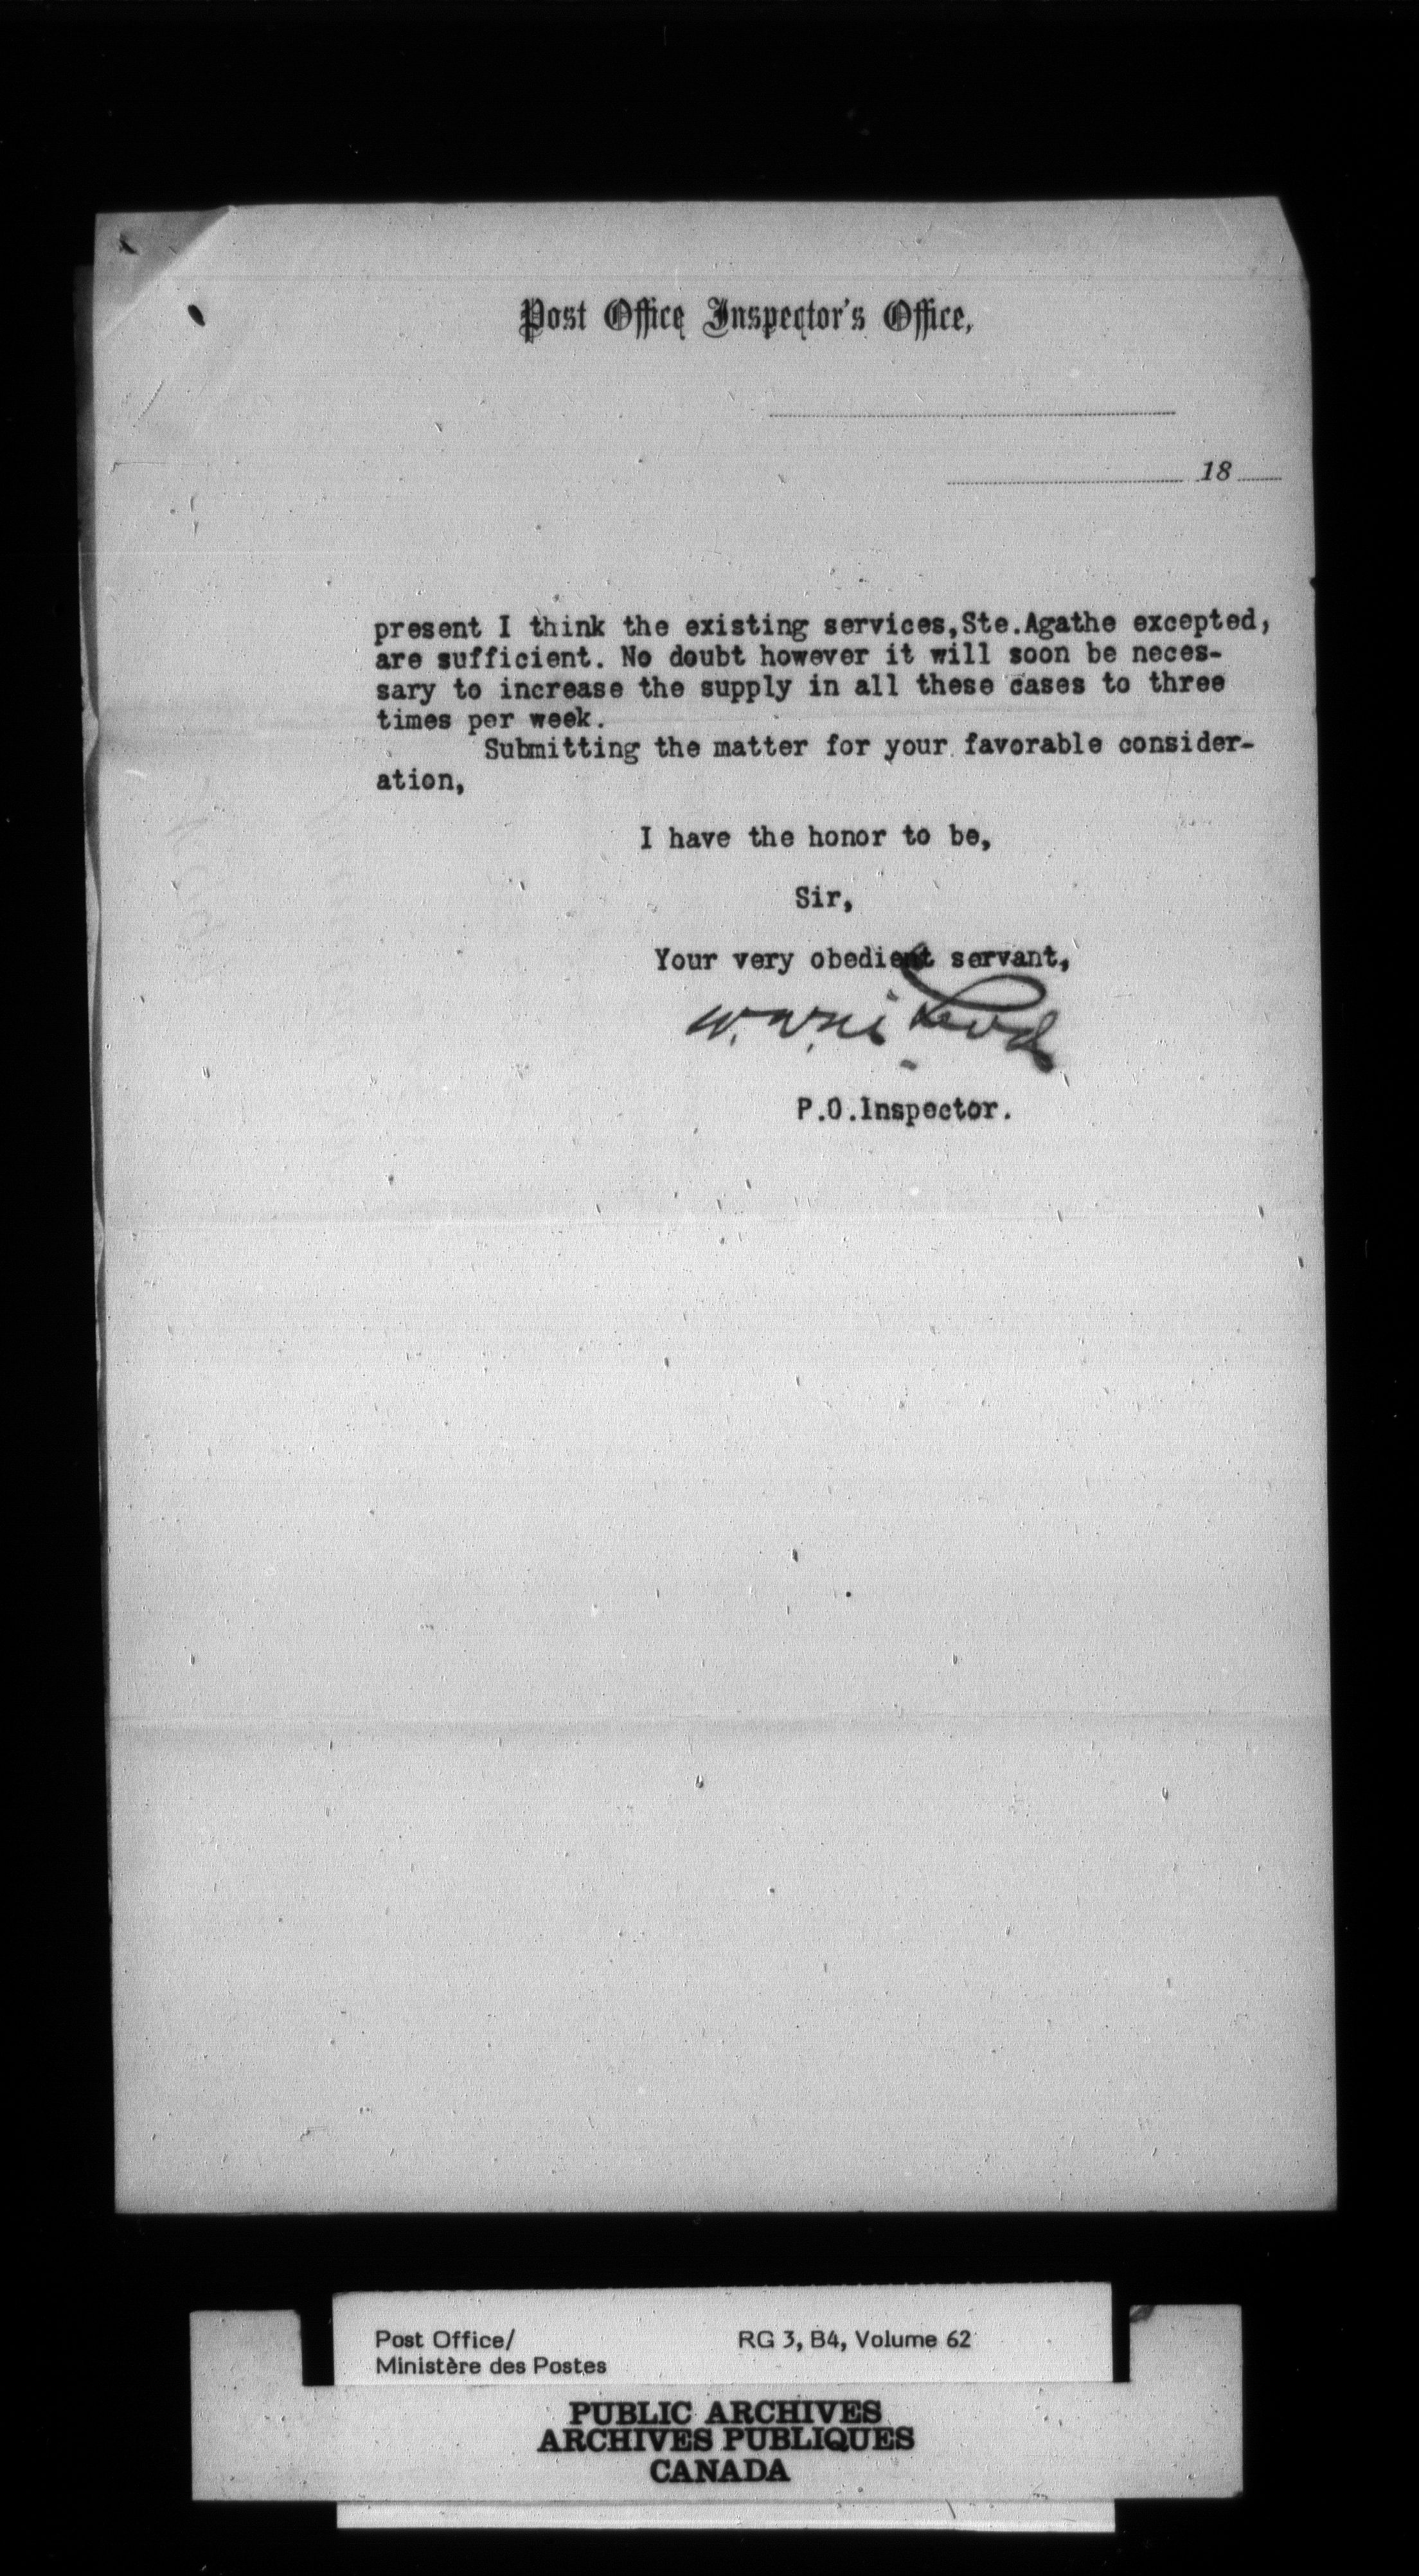 Post Office Inspector's Office,
18
present I think the existing services,Ste.Agathe excepted,
are sufficient. No doubt however it will soon be neces-
sary to increase the supply in all these cases to three
times per week.
Submitting the matter for your favorable consider-
ation,
I have the honor to be,
Sir,
Your very obedient servant,
P.O.Inspector.
Post Office/
Ministère des Postes
RG 3, B4, Volume 62
PUBLIC ARCHIVES
ARCHIVES PUBLIQUES
CANADA